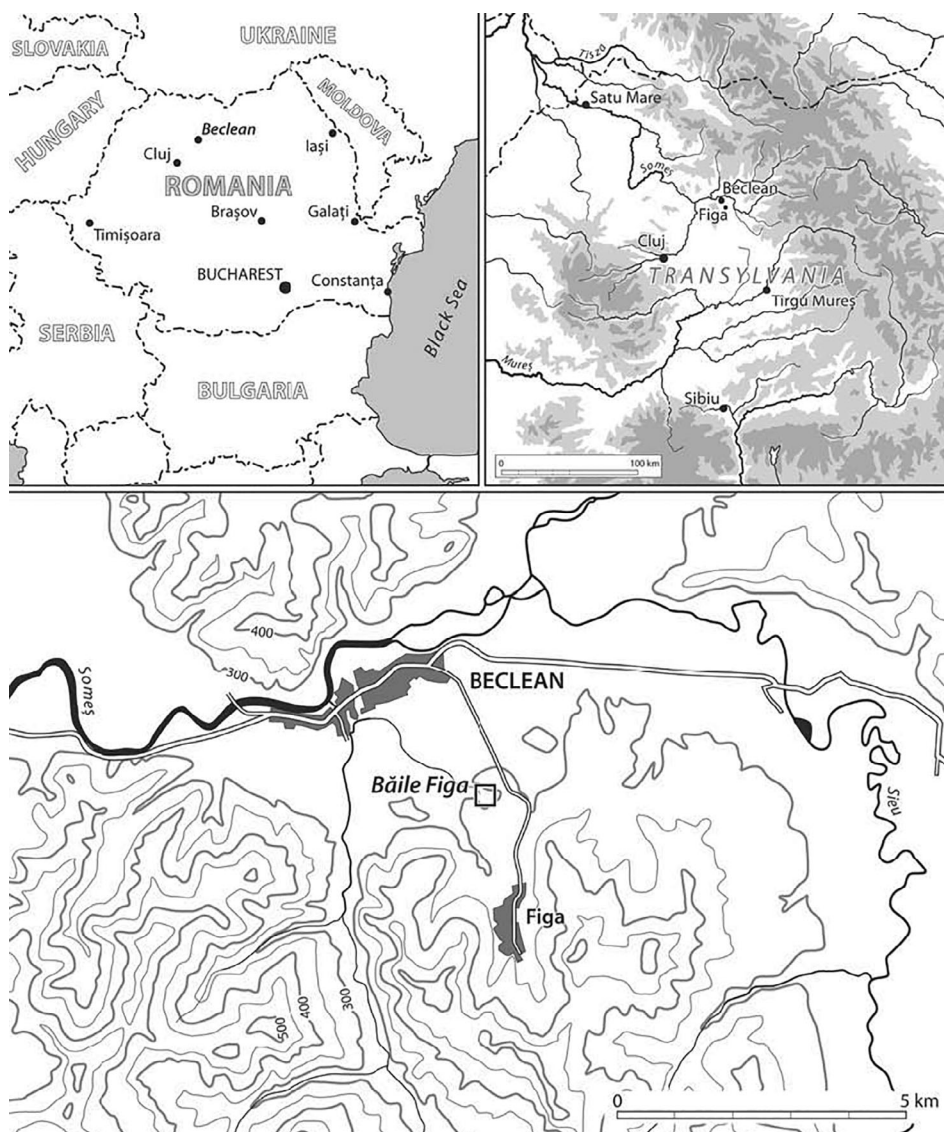 SLOVAKIA
UKRAINE
HUNGARY
MOLDOVA
Beclean
Iași
Cluj
ROMANIA
Brașov
Galați
Timișoara
BUCHAREST
Constanța
SERBIA
Black Sea
BULGARIA
Tisza
Satu Mare
Someș
Beclean
Figa
Cluj
TRANSYLVANIA
Tîrgu Mureș
Mureș
Sibiu
0
100 km
400
300
Someș
BECLEAN
Băile Figa
Sieu
Figa
300
400
500
0
5 km